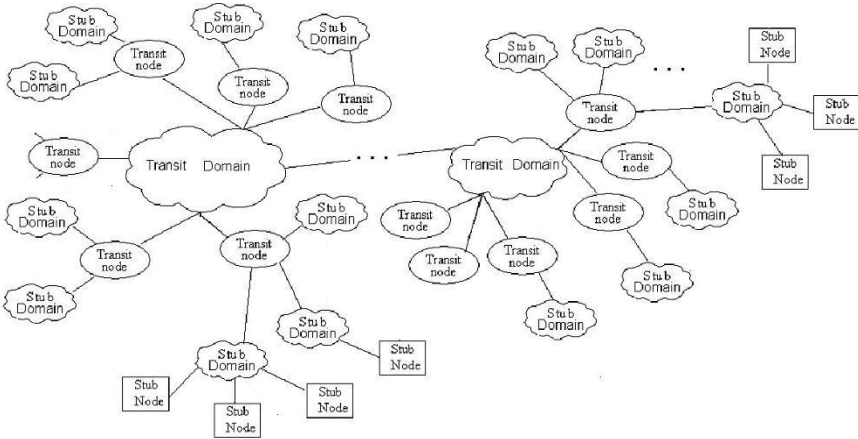 Stub
Domain
Stub
Domain
Stub
Domain
Stub
Domain
Transit
node
Transit
node
Transit
node
Transit
node
Transit Domain
Stub
Domain
Stub
Domain
Transit
node
Stub
Domain
Transit
node
Stub
Domain
Stub
Domain
Stub
Node
Stub
Node
Stub
Node
Stub
Node
. . .
Stub
Domain
Stub
Domain
. . .
Stub
Node
Transit
node
Stub
Domain
Stub
Node
Stub
Node
Transit Domain
Transit
node
Stub
Domain
Transit
node
Stub
Domain
Transit
node
Transit
node
Transit
node
Stub
Domain